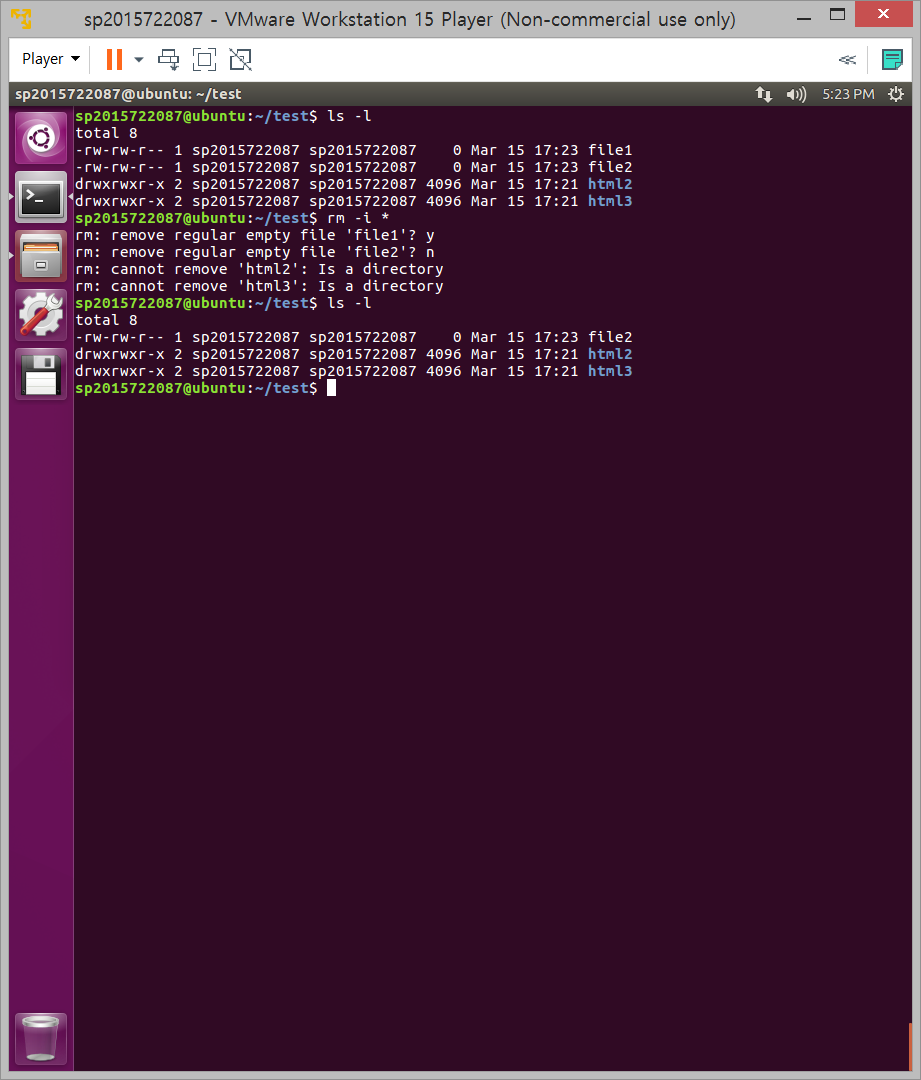 sp2015722087 - VMware Workstation 15 Player (Non-commercial use only)
Player
sp2015722087@ubuntu: ~/test 5:23 PM
sp2015722087@ubuntu:~/test$ ls -l
total 8
-rw-rw-r-- 1 sp2015722087 sp2015722087    0 Mar 15 17:23 file1
-rw-rw-r-- 1 sp2015722087 sp2015722087    0 Mar 15 17:23 file2
drwxrwxr-x 2 sp2015722087 sp2015722087 4096 Mar 15 17:21 html2
drwxrwxr-x 2 sp2015722087 sp2015722087 4096 Mar 15 17:21 html3
sp2015722087@ubuntu:~/test$ rm -i *
rm: remove regular empty file 'file1'? y
rm: remove regular empty file 'file2'? n
rm: cannot remove 'html2': Is a directory
rm: cannot remove 'html3': Is a directory
sp2015722087@ubuntu:~/test$ ls -l
total 8
-rw-rw-r-- 1 sp2015722087 sp2015722087    0 Mar 15 17:23 file2
drwxrwxr-x 2 sp2015722087 sp2015722087 4096 Mar 15 17:21 html2
drwxrwxr-x 2 sp2015722087 sp2015722087 4096 Mar 15 17:21 html3
sp2015722087@ubuntu:~/test$